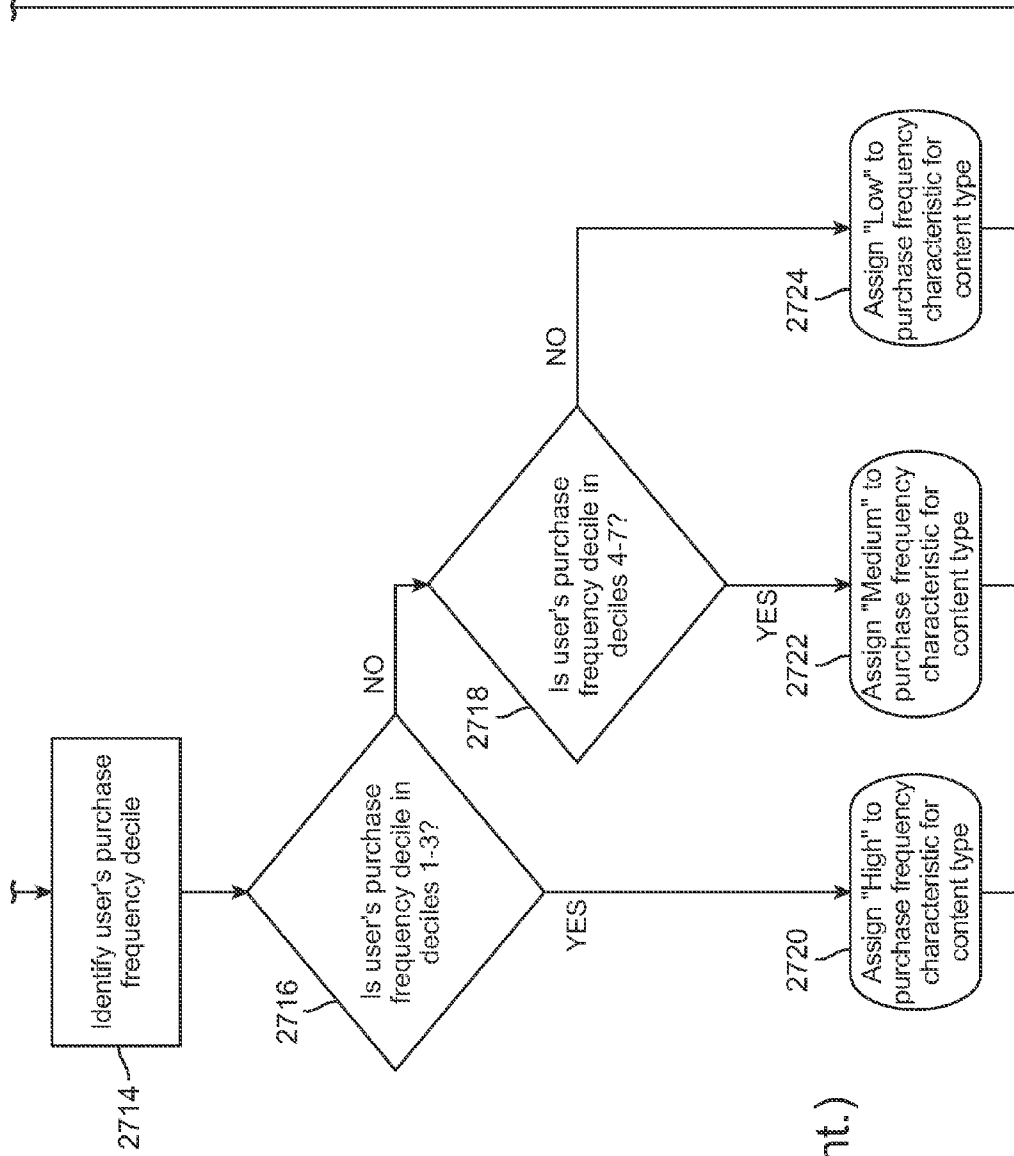 2714
Identify user's purchase
frequency decile
2716
Is user's purchase
frequency decile in
deciles 1-3?
NO
YES
2718
Is user's purchase
frequency decile in
deciles 4-7?
NO
YES
2720
Assign "High" to
purchase frequency
characteristic for
content type
2722
Assign "Medium" to
purchase frequency
characteristic for
content type
2724
Assign "Low" to
purchase frequency
characteristic for
content type
nt.)